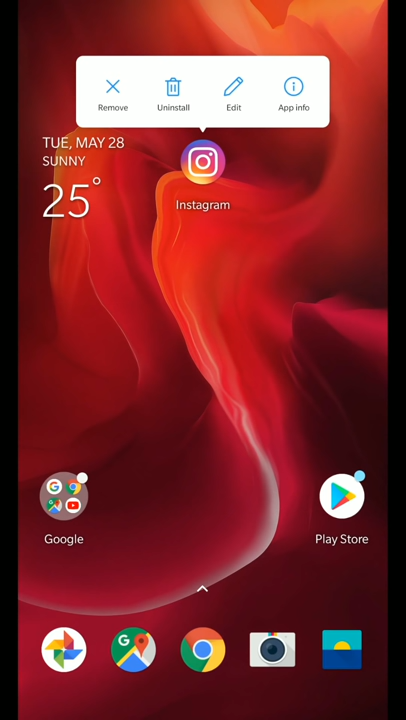 Remove Uninstall Edit App info
TUE, MAY 28
SUNNY
25°
Instagram
Google Play Store